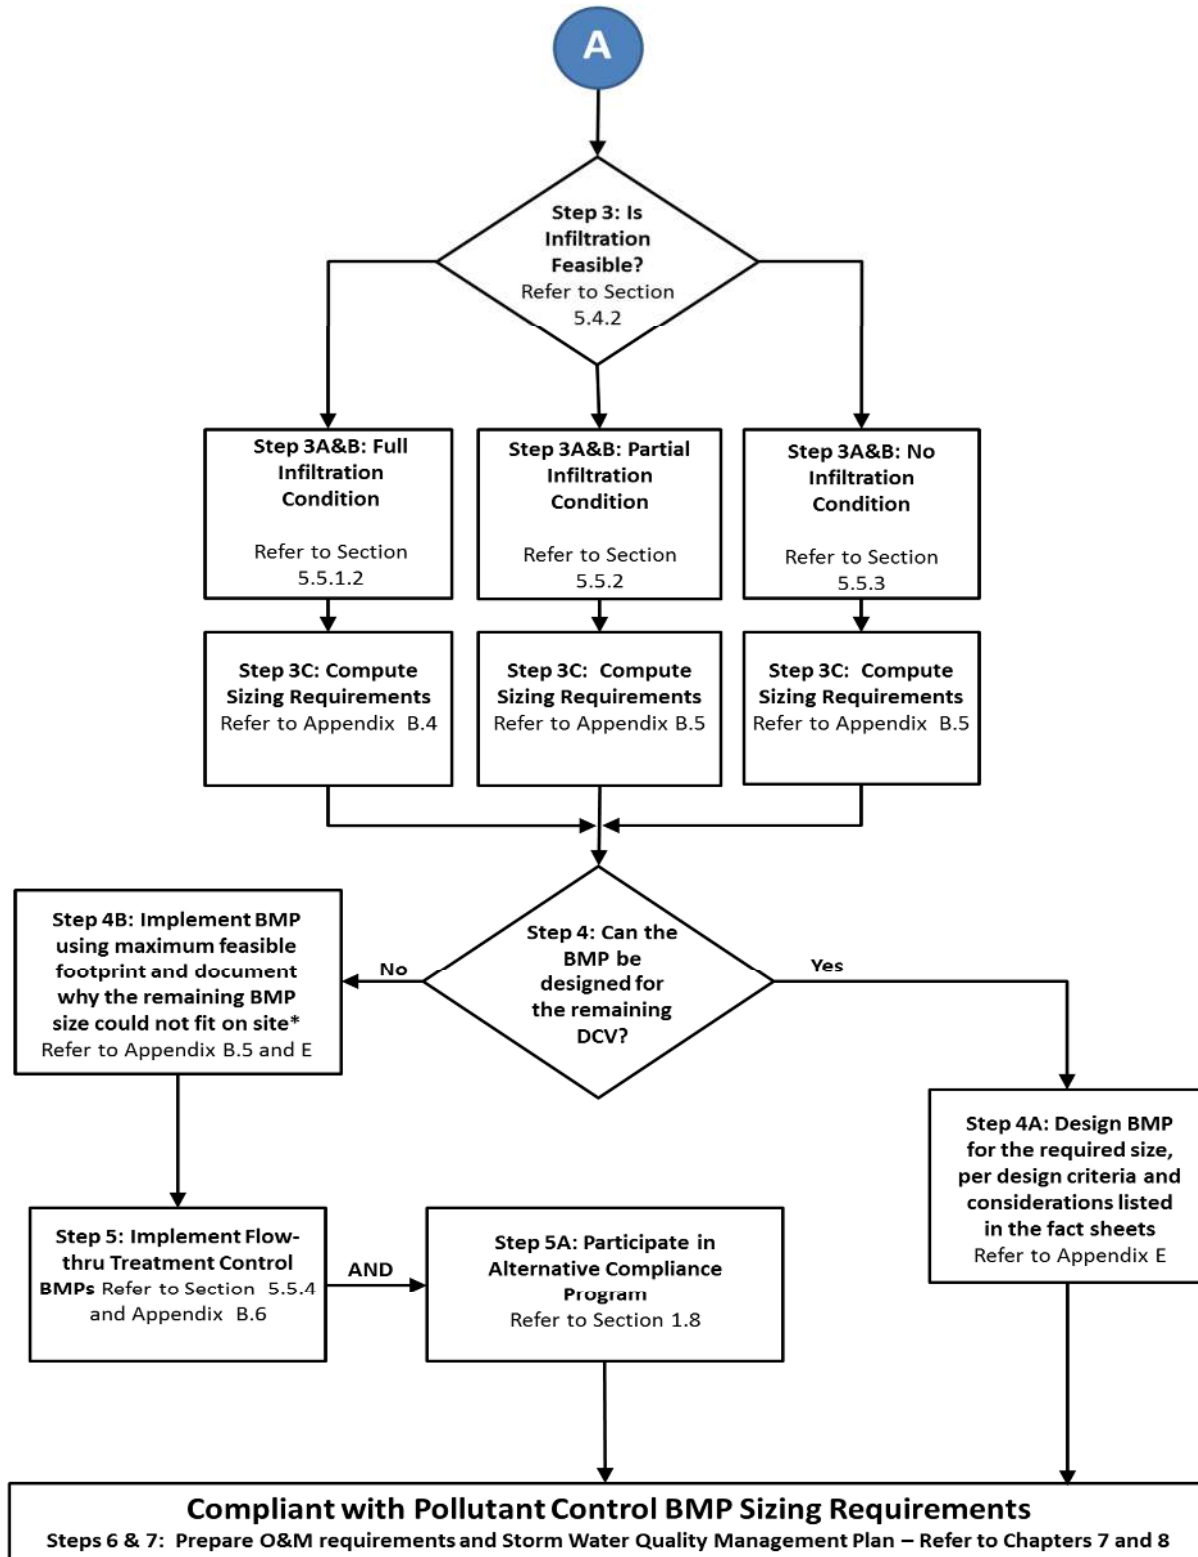 A
Step 3: Is
Infiltration
Feasible?
Refer to Section
5.4.2
Step 3A&B: Full
Infiltration
Condition
Refer to Section
5.5.1.2
Step 3A&B: Partial
Infiltration
Condition
Refer to Section
5.5.2
Step 3A&B: No
Infiltration
Condition
Refer to Section
5.5.3
Step 3C: Compute
Sizing Requirements
Refer to Appendix B.4
Step 3C: Compute
Sizing Requirements
Refer to Appendix B.5
Step 3C: Compute
Sizing Requirements
Refer to Appendix B.5
Step 4: Can the
BMP be
designed for
the remaining
DCV?
No
Yes
Step 4B: Implement BMP
using maximum feasible
footprint and document
why the remaining BMP
size could not fit on site*
Refer to Appendix B.5 and E
Step 4A: Design BMP
for the required size,
per design criteria and
considerations listed
in the fact sheets
Refer to Appendix E
Step 5: Implement Flow-
thru Treatment Control
BMPs Refer to Section 5.5.4
and Appendix B.6
AND
Step 5A: Participate in
Alternative Compliance
Program
Refer to Section 1.8
Compliant with Pollutant Control BMP Sizing Requirements
Steps 6 & 7: Prepare O&M requirements and Storm Water Quality Management Plan – Refer to Chapters 7 and 8